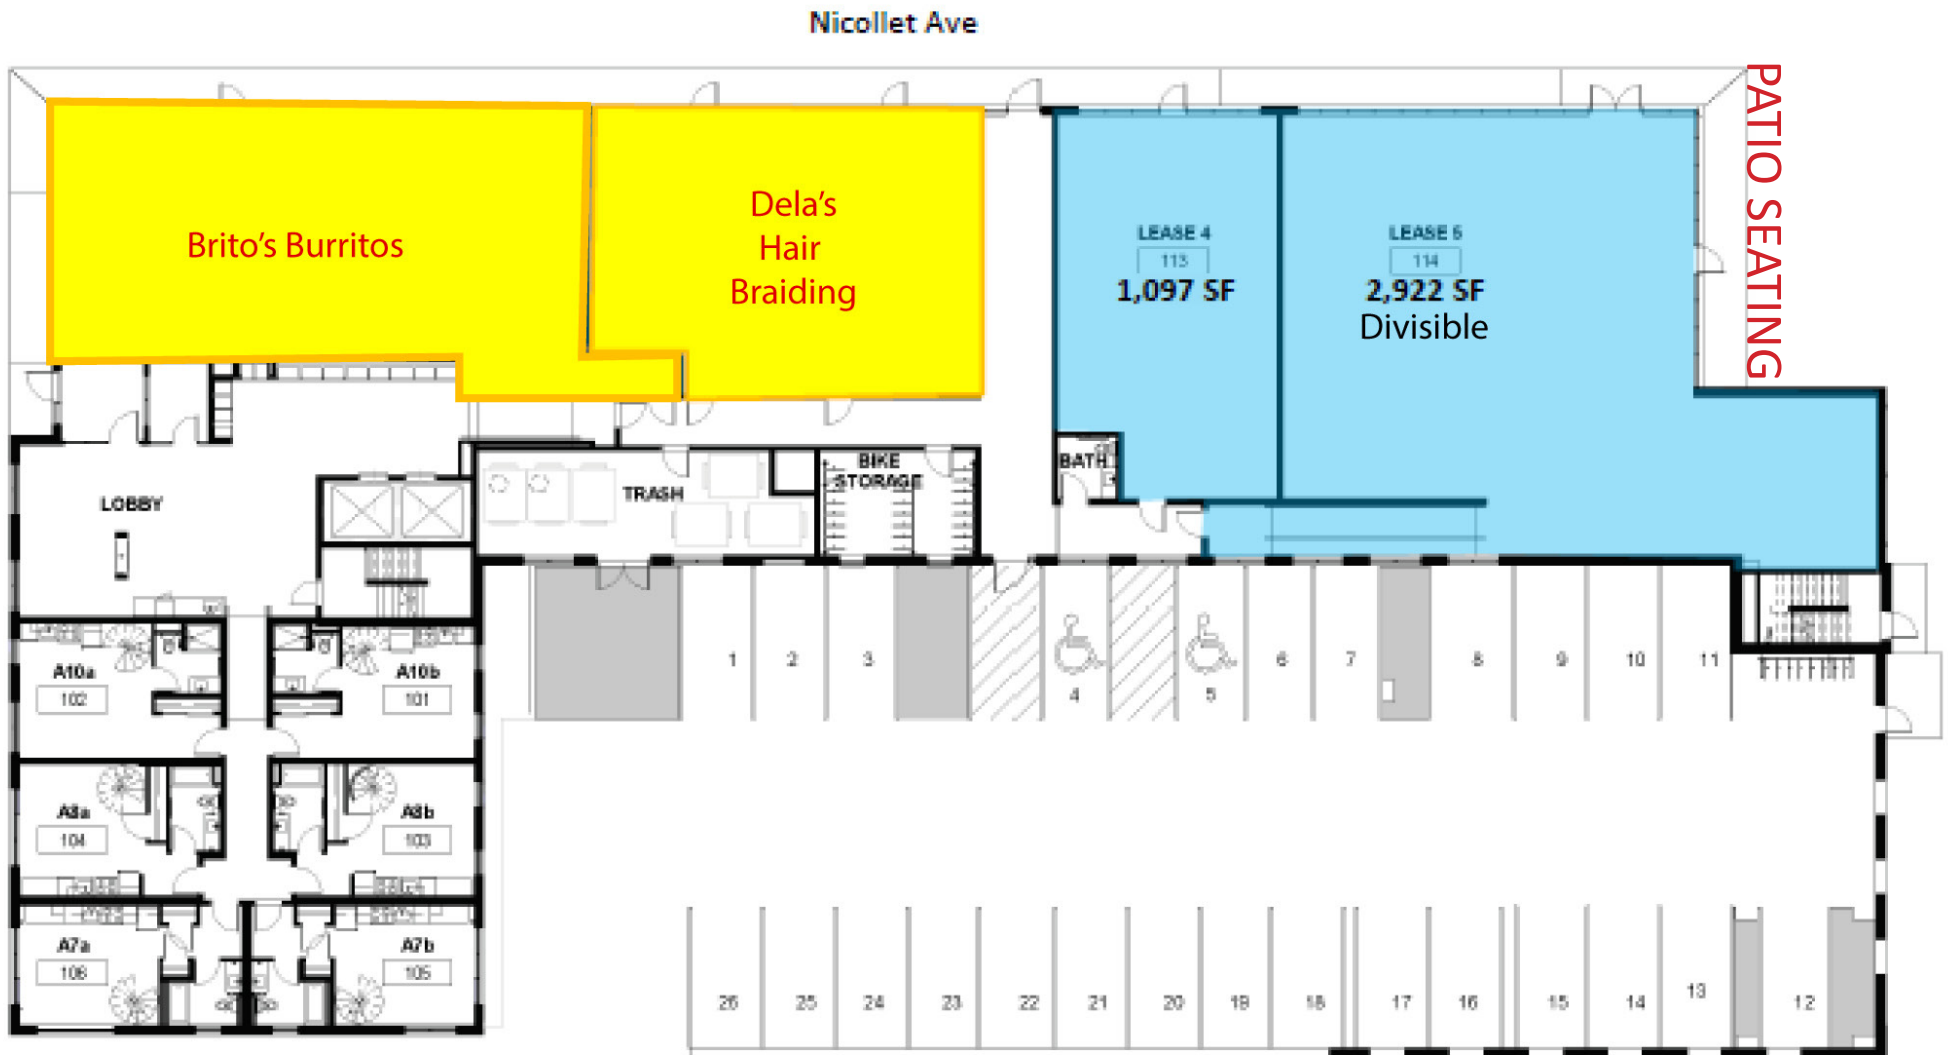 Nicollet Ave
PATIO SEATING
Brito's Burritos
Dela's
Hair
Braiding
LEASE 4
113
1,097 SF
LEASE 5
114
2,922 SF
Divisible
LOBBY
TRASH
BIKE
STORAGE
BATH
A10a
102
A10b
101
1
2
3
4
5
6
7
8
9
10
11
A8a
104
A8b
103
A7a
106
A7b
105
26
25
24
23
22
21
20
19
18
17
16
15
14
13
12